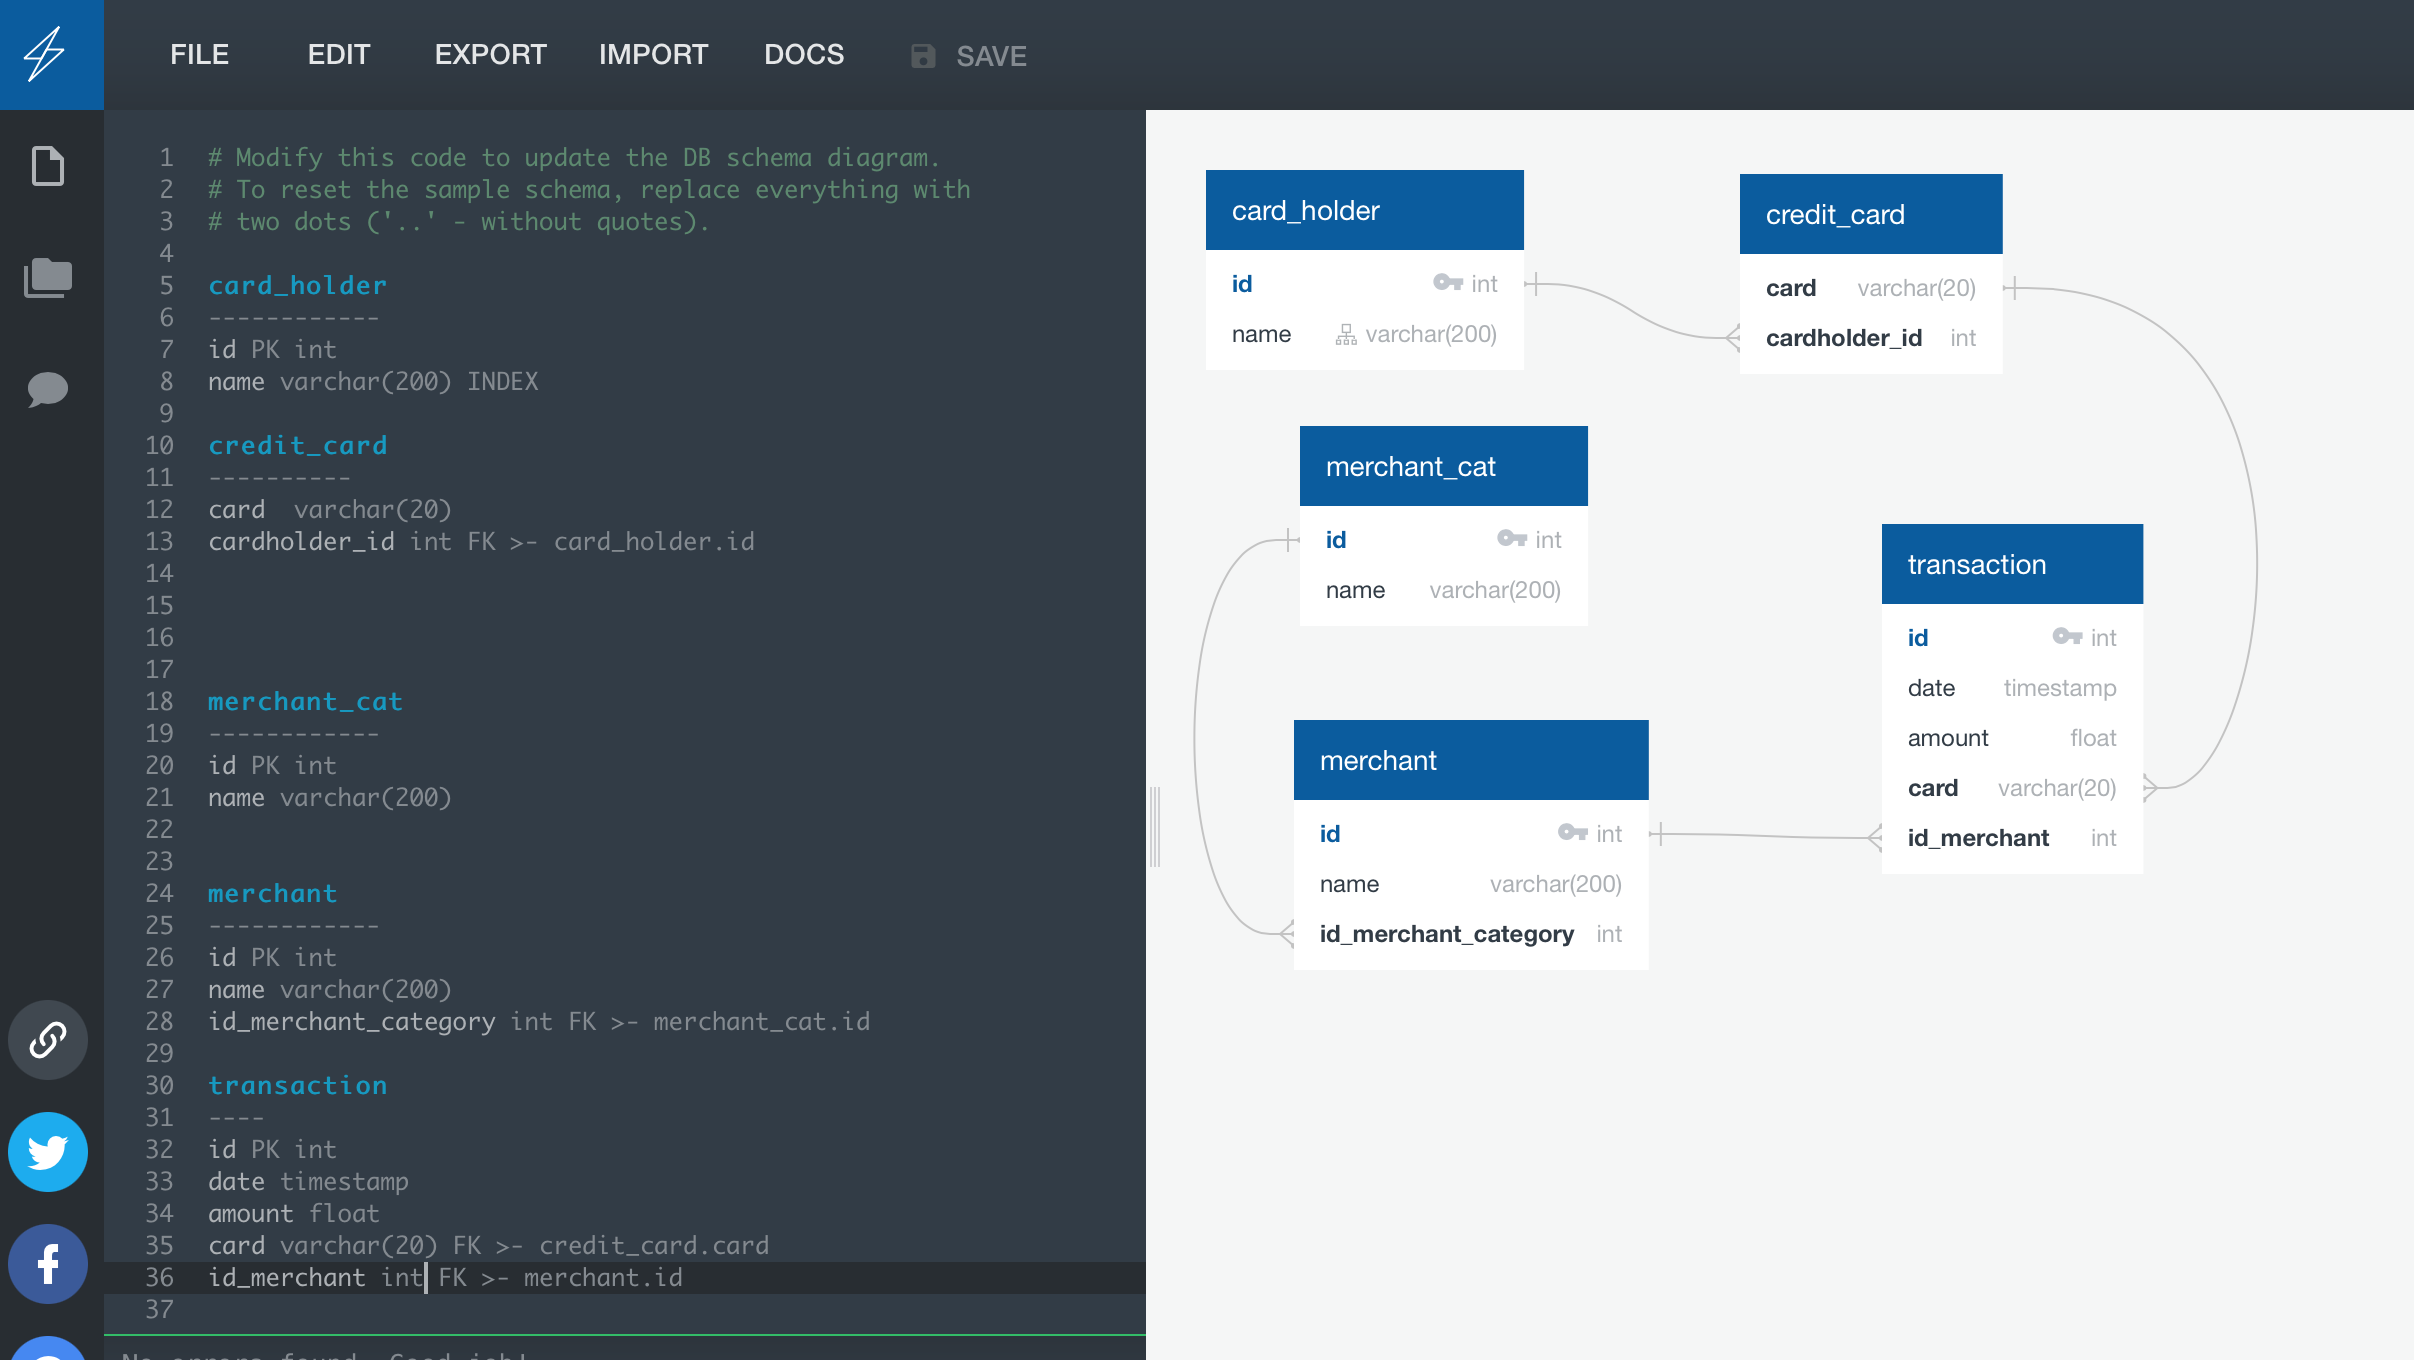 FILE EDIT EXPORT IMPORT DOCS SAVE
1 # Modify this code to update the DB schema diagram.
2 # To reset the sample schema, replace everything with
3 # two dots ('..' - without quotes).
4
5 card_holder
6 ------------
7 id PK int
8 name varchar(200) INDEX
9
10 credit_card
11 ----------
12 card  varchar(20)
13 cardholder_id int FK >- card_holder.id
14
15
16
17
18 merchant_cat
19 ------------
20 id PK int
21 name varchar(200)
22
23
24 merchant
25 ------------
26 id PK int
27 name varchar(200)
28 id_merchant_category int FK >- merchant_cat.id
29
30 transaction
31 ----
32 id PK int
33 date timestamp
34 amount float
35 card varchar(20) FK >- credit_card.card
36 id_merchant int FK >- merchant.id
37
No errors found. Good job!
card_holder
id int
name varchar(200)
credit_card
card varchar(20)
cardholder_id int
merchant_cat
id int
name varchar(200)
merchant
id int
name varchar(200)
id_merchant_category int
transaction
id int
date timestamp
amount float
card varchar(20)
id_merchant int